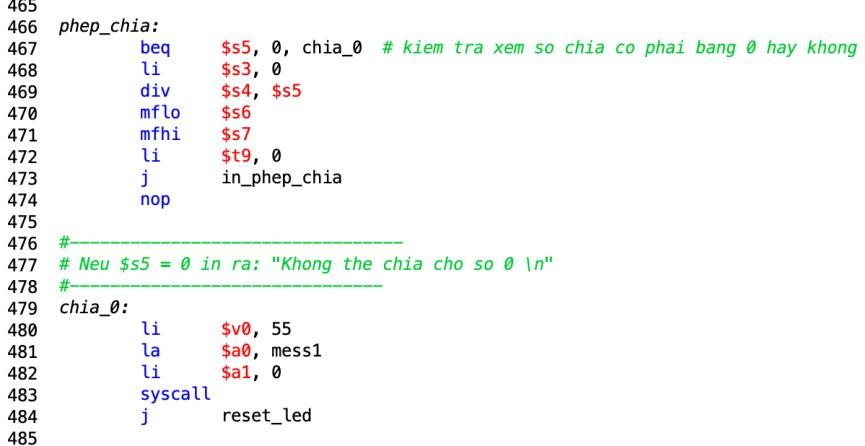 465
466 phep_chia:
467 beq $s5, 0, chia_0 # kiem tra xem so chia co phai bang 0 hay khong
468 li $s3, 0
469 div $s4, $s5
470 mflo $s6
471 mfhi $s7
472 li $t9, 0
473 j in_phep_chia
474 nop
475
476 #---------------------------------
477 # Neu $s5 = 0 in ra: "Khong the chia cho so 0 \n"
478 #-------------------------------
479 chia_0:
480 li $v0, 55
481 la $a0, mess1
482 li $a1, 0
483 syscall
484 j reset_led
485